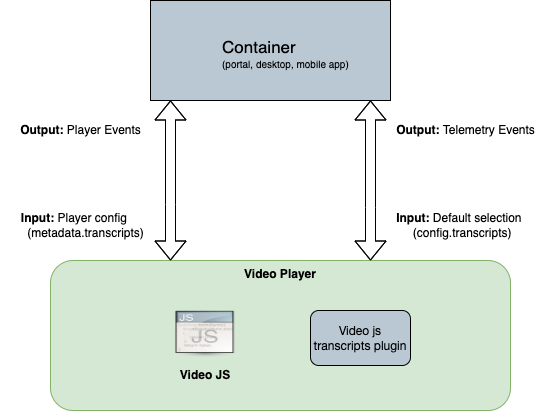 Container
(portal, desktop, mobile app)
Output: Player Events
Output: Telemetry Events
Input: Player config
(metadata.transcripts)
Input: Default selection
(config.transcripts)
Video Player
JS
JS
Video JS
Video js
transcripts plugin